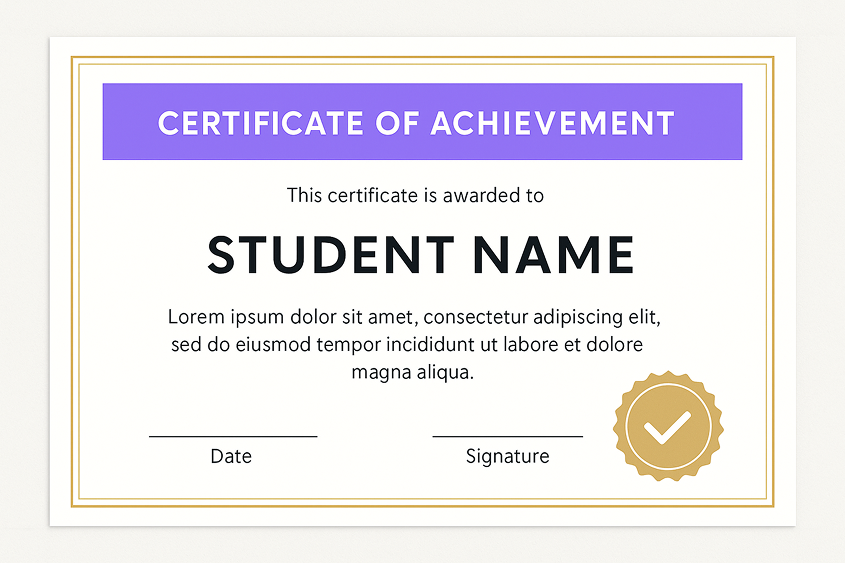 CERTIFICATE OF ACHIEVEMENT
This certificate is awarded to
STUDENT NAME
Lorem ipsum dolor sit amet, consectetur adipiscing elit,
sed do eiusmod tempor incididunt ut labore et dolore
magna aliqua.
Date
Signature